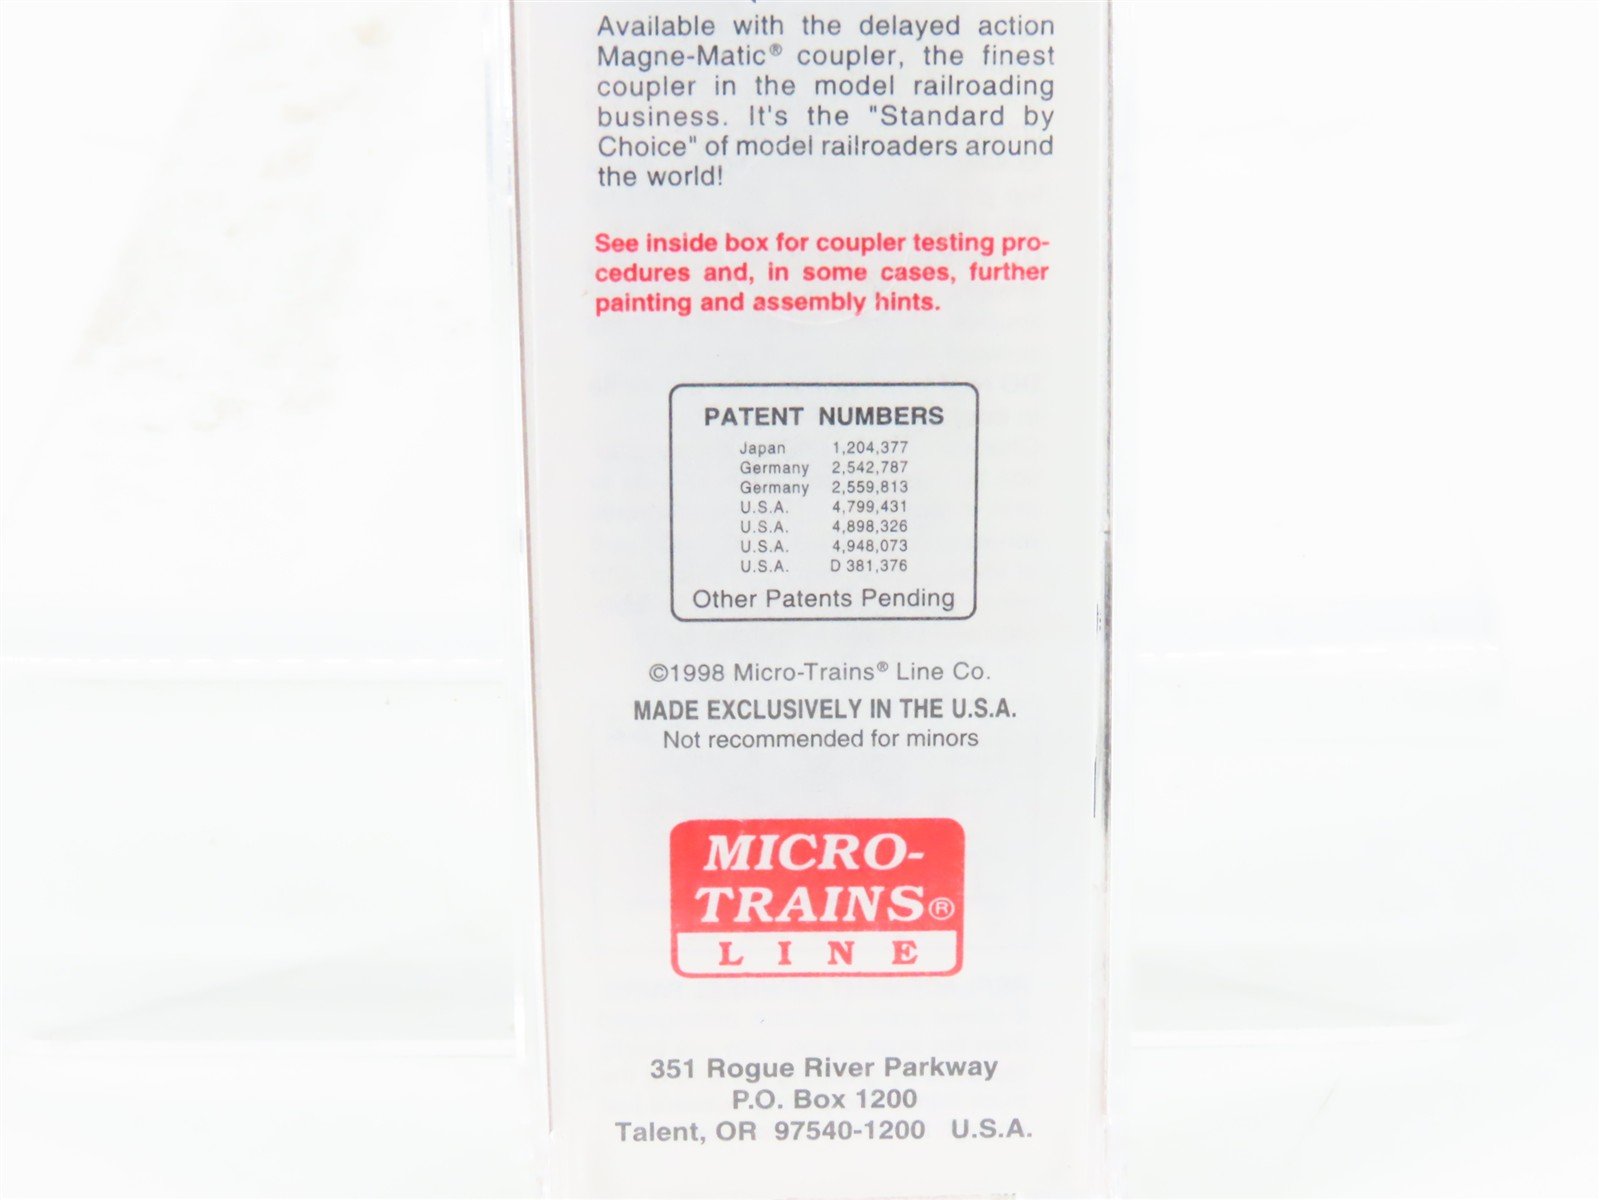 Available with the delayed action
Magne-Matic® coupler, the finest
coupler in the model railroading
business. It's the "Standard by
Choice" of model railroaders around
the world!
See inside box for coupler testing pro-
cedures and, in some cases, further
painting and assembly hints.
PATENT NUMBERS
Japan 1,204,377
Germany 2,542,787
Germany 2,559,813
U.S.A. 4,799,431
U.S.A. 4,898,326
U.S.A. 4,948,073
U.S.A. D 381,376
Other Patents Pending
©1998 Micro-Trains® Line Co.
MADE EXCLUSIVELY IN THE U.S.A.
Not recommended for minors
MICRO-
TRAINS®
LINE
351 Rogue River Parkway
P.O. Box 1200
Talent, OR 97540-1200 U.S.A.